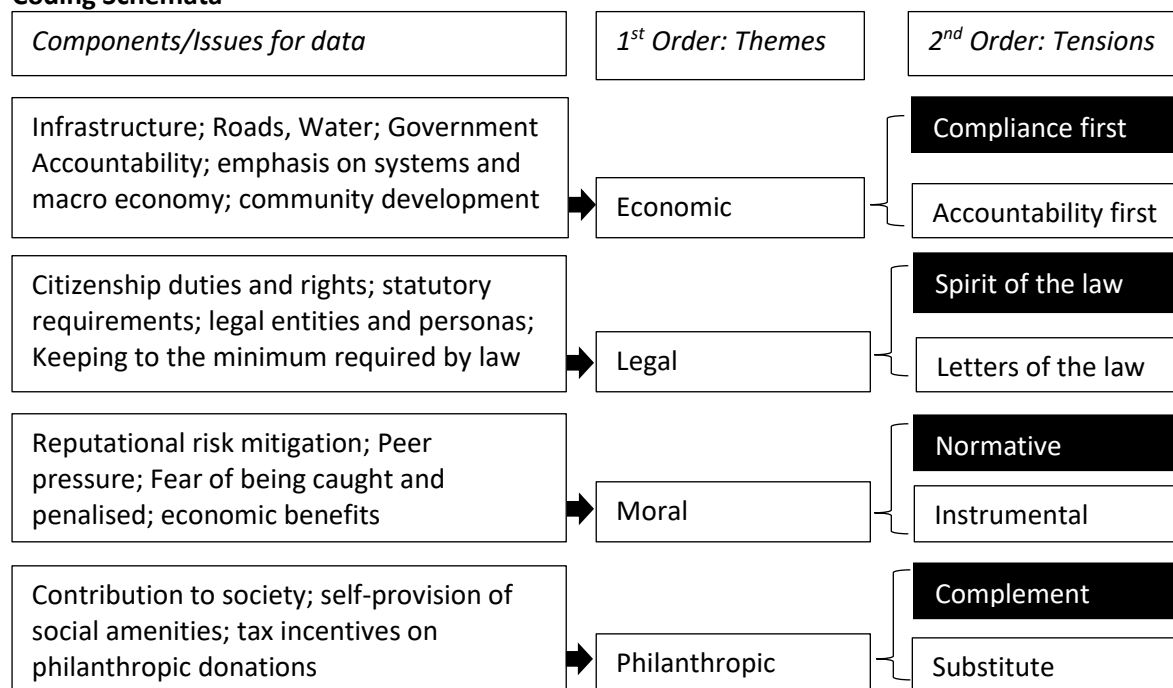 Coding Schemata
Components/Issues for data
1st Order: Themes
2nd Order: Tensions
Infrastructure; Roads, Water; Government
Accountability; emphasis on systems and
macro economy; community development
Economic
Compliance first
Accountability first
Citizenship duties and rights; statutory
requirements; legal entities and personas;
Keeping to the minimum required by law
Legal
Spirit of the law
Letters of the law
Reputational risk mitigation; Peer
pressure; Fear of being caught and
penalised; economic benefits
Moral
Normative
Instrumental
Contribution to society; self-provision of
social amenities; tax incentives on
philanthropic donations
Philanthropic
Complement
Substitute